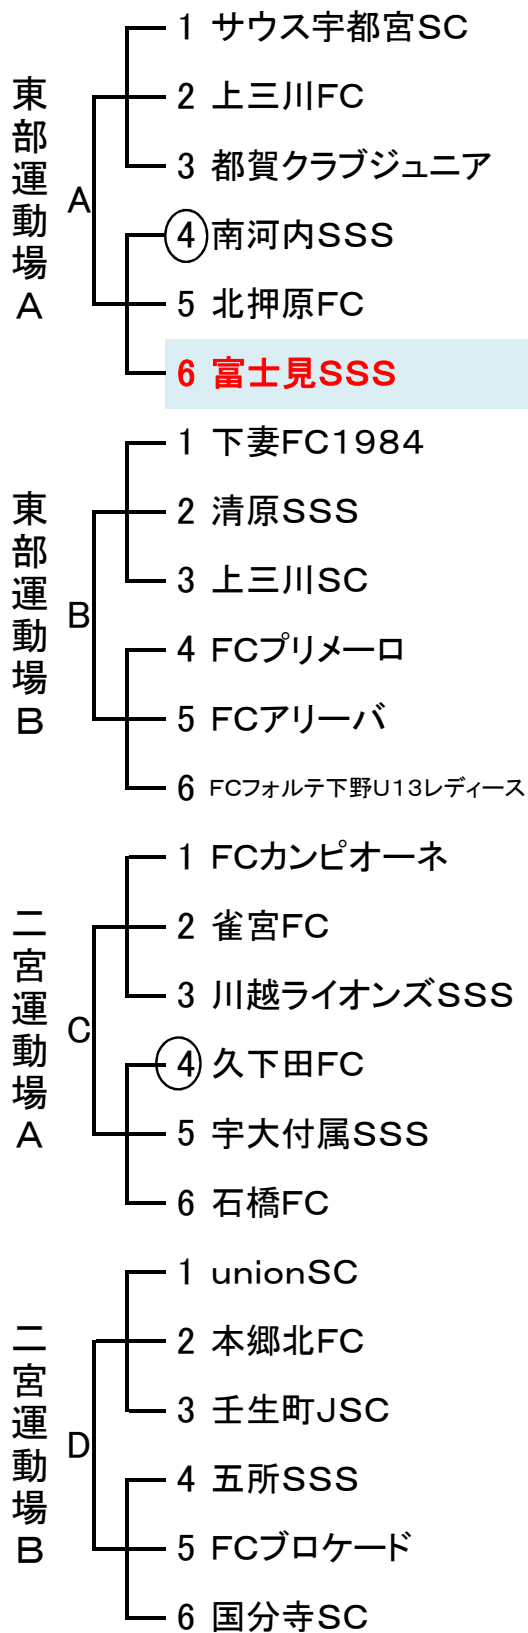 東部運動場A
A
1 サウス宇都宮SC
2 上三川FC
3 都賀クラブジュニア
4 南河内SSS
5 北押原FC
6 富士見SSS
東部運動場B
B
1 下妻FC1984
2 清原SSS
3 上三川SC
4 FCプリメーロ
5 FCアリーバ
6 FCフォルテ下野U13レディース
二宮運動場A
C
1 FCカンピオーネ
2 雀宮FC
3 川越ライオンズSSS
4 久下田FC
5 宇大付属SSS
6 石橋FC
二宮運動場B
D
1 unionSC
2 本郷北FC
3 壬生町JSC
4 五所SSS
5 FCブロケード
6 国分寺SC